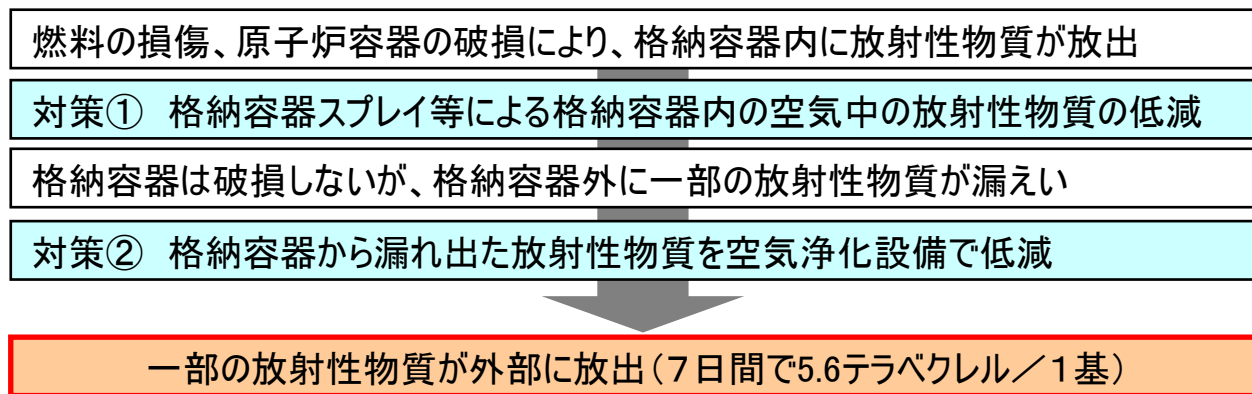 燃料の損傷、原子炉容器の破損により、格納容器内に放射性物質が放出
対策① 格納容器スプレイ等による格納容器内の空気中の放射性物質の低減
格納容器は破損しないが、格納容器外に一部の放射性物質が漏えい
対策② 格納容器から漏れ出た放射性物質を空気浄化設備で低減
一部の放射性物質が外部に放出(7日間で5.6テラベクレル/1基)